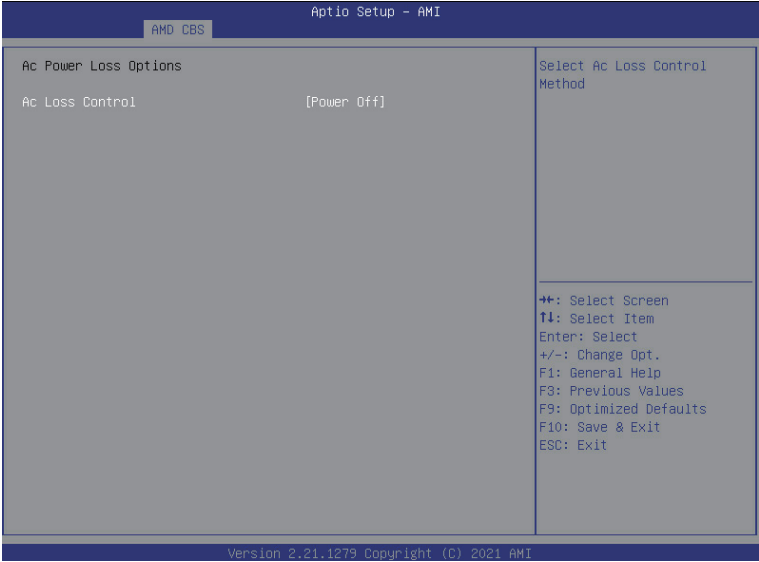 Aptio Setup – AMI
AMD CBS
Ac Power Loss Options
Ac Loss Control [Power Off]
Select Ac Loss Control
Method
→←: Select Screen
↑↓: Select Item
Enter: Select
+/-: Change Opt.
F1: General Help
F3: Previous Values
F9: Optimized Defaults
F10: Save & Exit
ESC: Exit
Version 2.21.1279 Copyright (C) 2021 AMI